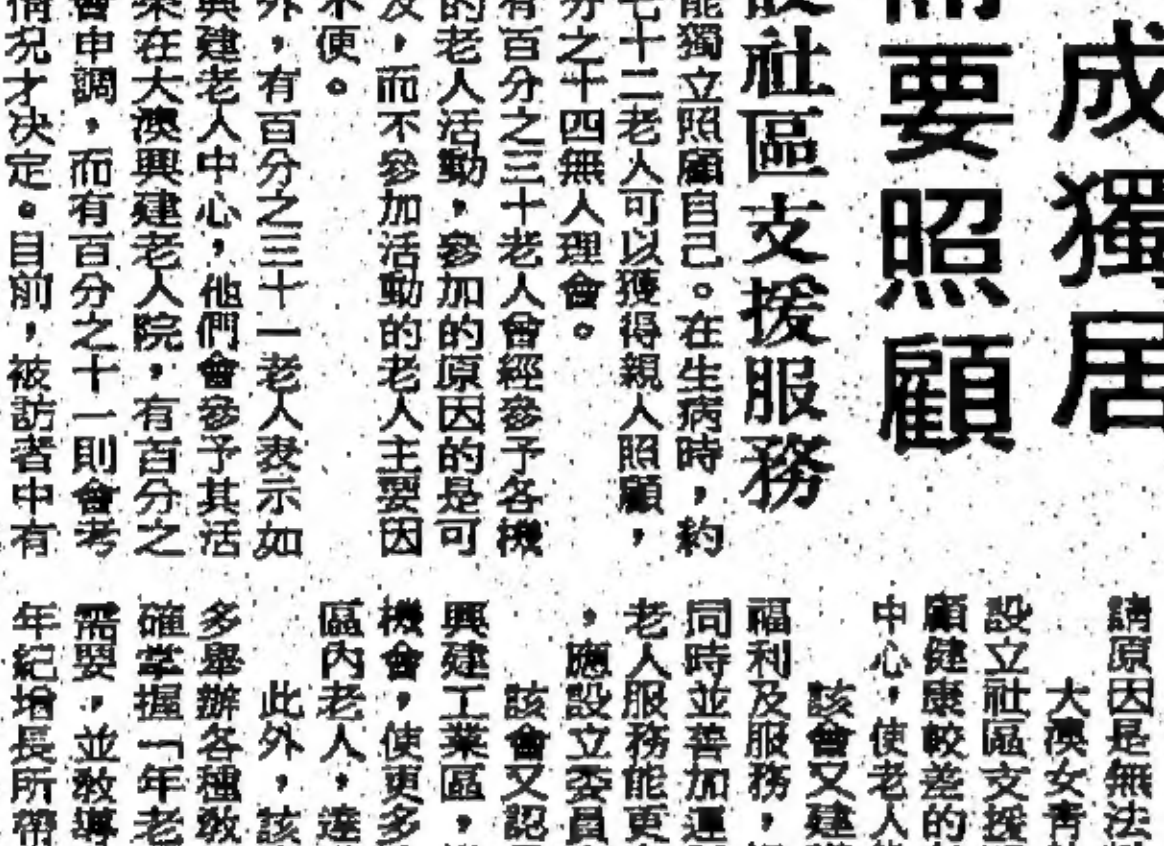 成獨居
要照顧
設社區支援服務
能獨立照顧自己。在生病時，約
七十二老人可以獲得親人照顧，
分之十四無人理會。
有百分之三十老人會經參予各機
的老人活動，參加的原因的是可
及，而不參加活動的老人主要因
不便。
外，有百分之三十一老人表示如
興建老人中心，他們會參予其活
果在大澳興建老人院，有百分之
會申調，而有百分之十一則會考
情况才決定。目前，被訪者中有
請原因是無法
大澳女青
設立社區支援
顧健康較差的
中心，使老人
該會又建
福利及服務，
同時並善加運
老人服務能更
，應設立委員
該會又認
興建工業區，
機會，使更多
區內老人，達
此外，該
多舉辦各種教
確掌握「年老
需要，並教導
年紀增長所帶